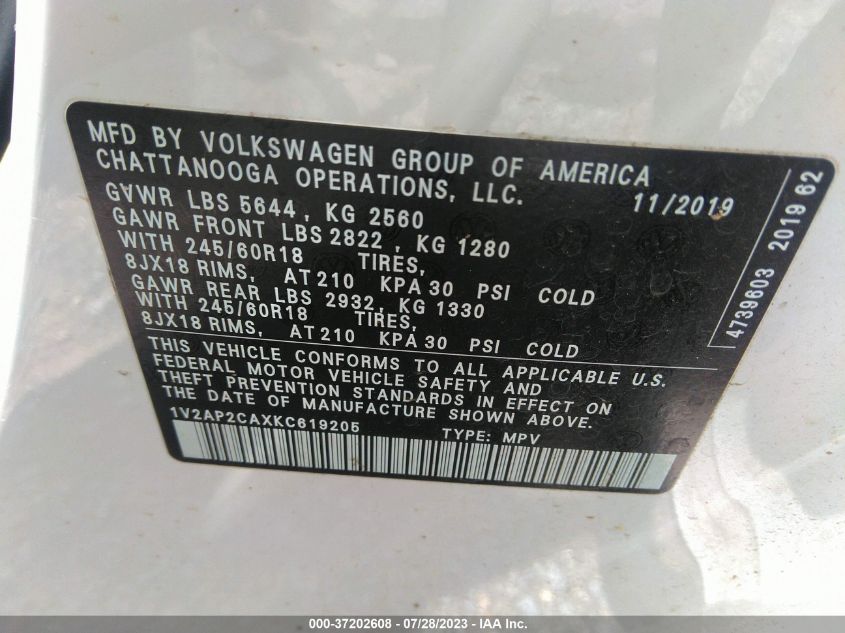 MFD BY VOLKSWAGEN GROUP OF AMERICA
CHATTANOOGA OPERATIONS, LLC.
11/2019
GVWR LBS 5644 , KG 2560
GAWR FRONT LBS 2822 , KG 1280
WITH 245/60R18 TIRES,
8JX18 RIMS, AT 210 KPA 30 PSI COLD
GAWR REAR LBS 2932, KG 1330
WITH 245/60R18 TIRES,
8JX18 RIMS, AT 210 KPA 30 PSI COLD
THIS VEHICLE CONFORMS TO ALL APPLICABLE U.S.
FEDERAL MOTOR VEHICLE SAFETY AND
THEFT PREVENTION STANDARDS IN EFFECT ON
THE DATE OF MANUFACTURE SHOWN ABOVE.
1V2AP2CAXKC619205 TYPE: MPV
4739603 2019 62
000-37202608 - 07/28/2023 - IAA Inc.